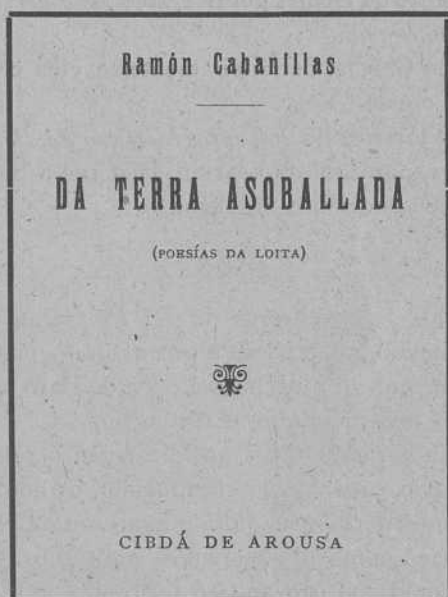 Ramón Cabanillas
DA TERRA ASOBALLADA
(POESÍAS DA LOITA)
CIBDÁ DE AROUSA